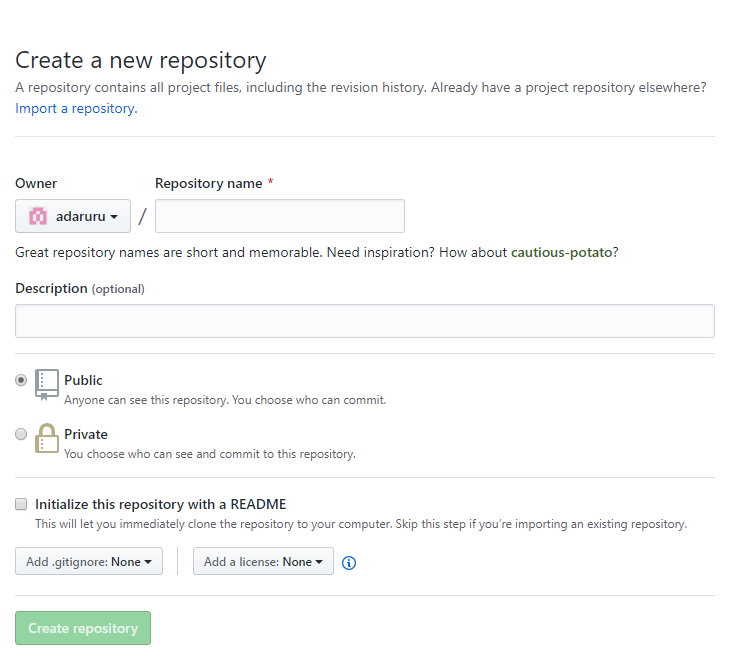 Create a new repository
A repository contains all project files, including the revision history. Already have a project repository elsewhere?
Import a repository.
Owner
Repository name *
adaruru
/
Great repository names are short and memorable. Need inspiration? How about cautious-potato?
Description (optional)
Public
Anyone can see this repository. You choose who can commit.
Private
You choose who can see and commit to this repository.
Initialize this repository with a README
This will let you immediately clone the repository to your computer. Skip this step if you’re importing an existing repository.
Add .gitignore: None
Add a license: None
Create repository